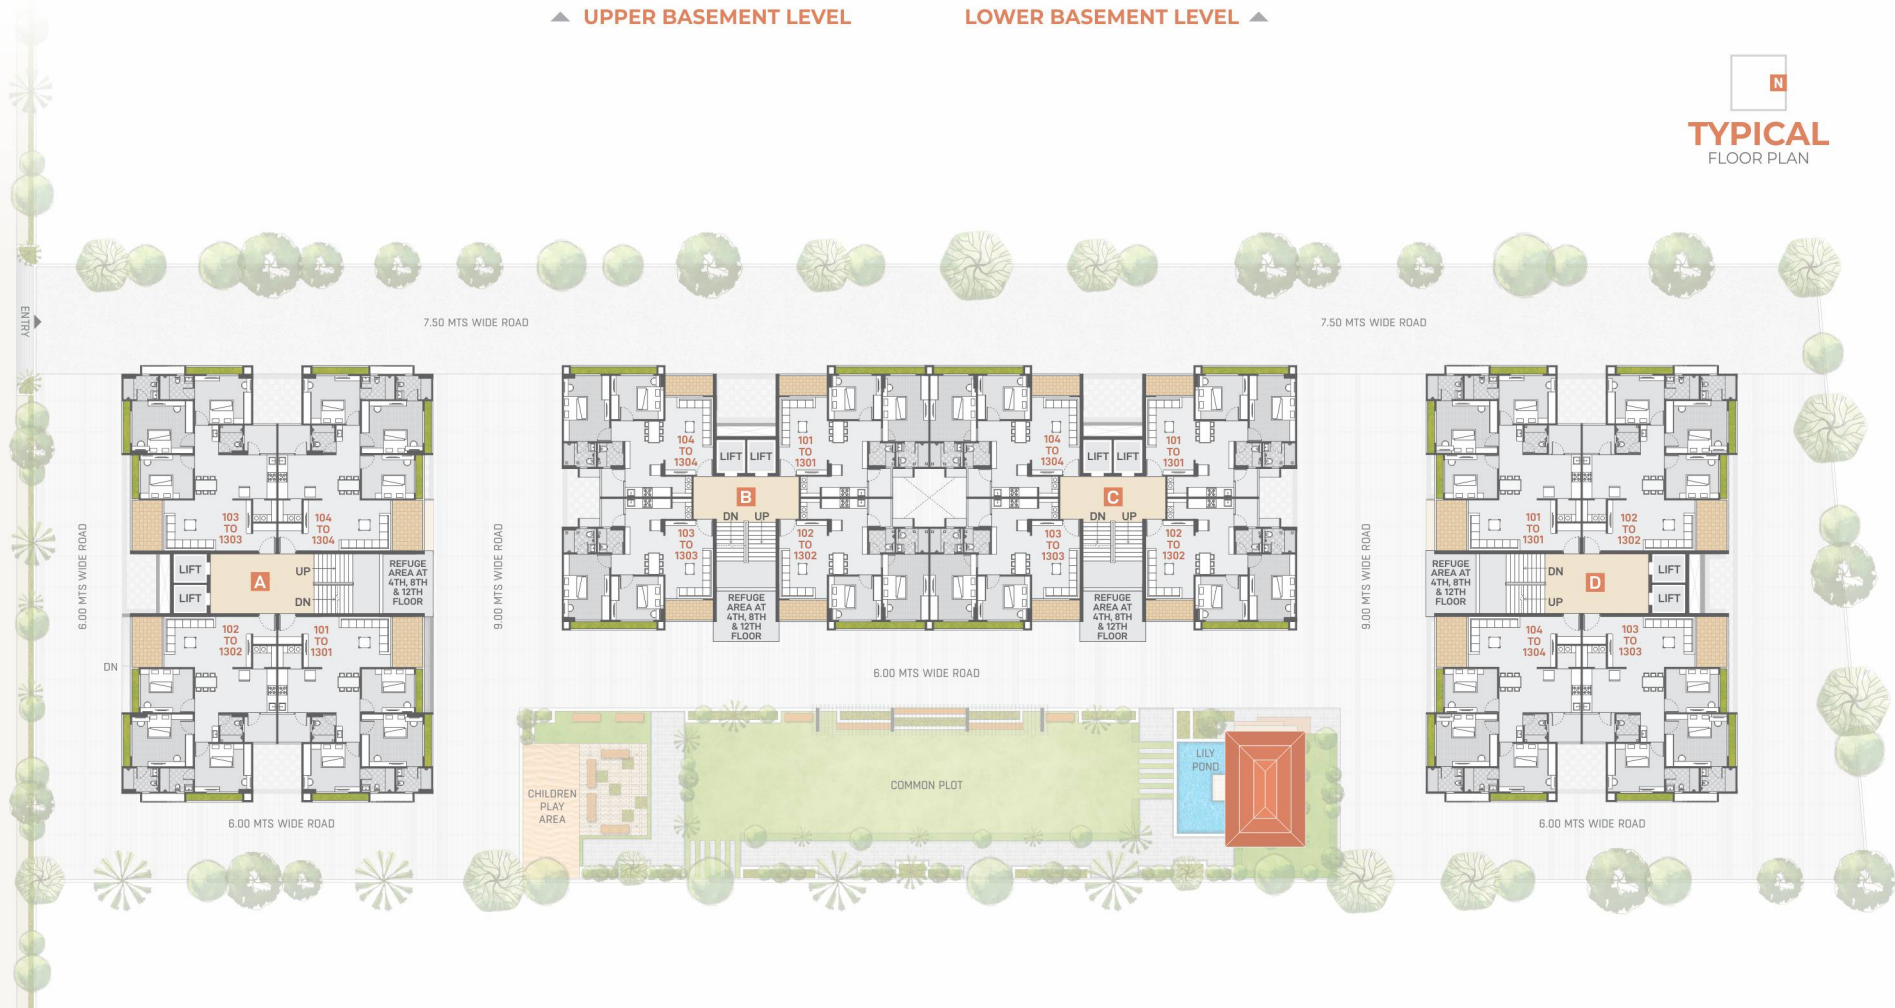 UPPER BASEMENT LEVEL
LOWER BASEMENT LEVEL
N
TYPICAL
FLOOR PLAN
ENTRY
7.50 MTS WIDE ROAD
7.50 MTS WIDE ROAD
6.00 MTS WIDE ROAD
103
TO
1303
104
TO
1304
LIFT
LIFT
A
UP
DN
REFUGE
AREA AT
4TH, 8TH
& 12TH
FLOOR
102
TO
1302
101
TO
1301
DN
6.00 MTS WIDE ROAD
9.00 MTS WIDE ROAD
104
TO
1304
LIFT
LIFT
101
TO
1301
B
DN
UP
103
TO
1303
102
TO
1302
REFUGE
AREA AT
4TH, 8TH
& 12TH
FLOOR
104
TO
1304
LIFT
LIFT
101
TO
1301
C
DN
UP
103
TO
1303
102
TO
1302
REFUGE
AREA AT
4TH, 8TH
& 12TH
FLOOR
9.00 MTS WIDE ROAD
6.00 MTS WIDE ROAD
101
TO
1301
102
TO
1302
REFUGE
AREA AT
4TH, 8TH
& 12TH
FLOOR
DN
UP
D
LIFT
LIFT
104
TO
1304
103
TO
1303
6.00 MTS WIDE ROAD
CHILDREN
PLAY
AREA
COMMON PLOT
LILY
POND